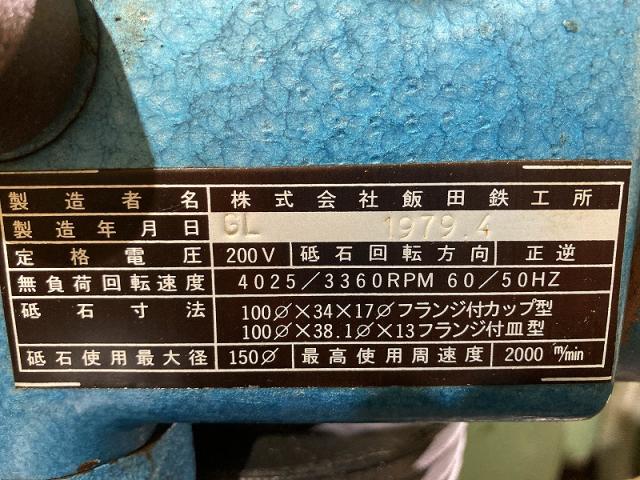 製造者名 株式会社飯田鉄工所
製造年月日 GL 1979.4
定格電圧 200V 砥石回転方向 正逆
無負荷回転速度 4025/3360RPM 60/50HZ
砥石寸法 100∅×34×17∅フランジ付カップ型
100∅×38.1∅×13フランジ付皿型
砥石使用最大径 150∅ 最高使用周速度 2000 m/min